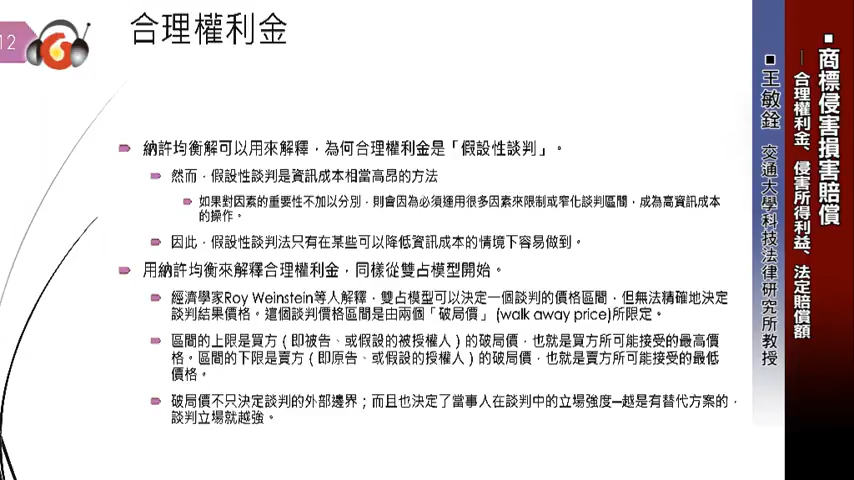 12
合理權利金
納許均衡解可以用來解釋，為何合理權利金是「假設性談判」。
然而，假設性談判是資訊成本相當高昂的方法
如果對因素的重要性不加以分別，則會因為必須運用很多因素來限制或窄化談判區間，成為高資訊成本
的操作。
因此，假設性談判法只有在某些可以降低資訊成本的情境下容易做到。
用納許均衡來解釋合理權利金，同樣從雙占模型開始。
經濟學家Roy Weinstein等人解釋，雙占模型可以決定一個談判的價格區間，但無法精確地決定
談判結果價格。這個談判價格區間是由兩個「破局價」(walk away price)所限定。
區間的上限是買方（即被告、或假設的被授權人）的破局價，也就是買方所可能接受的最高價
格。區間的下限是賣方（即原告、或假設的授權人）的破局價，也就是賣方所可能接受的最低
價格。
破局價不只決定談判的外部邊界；而且也決定了當事人在談判中的立場強度─越是有替代方案的，
談判立場就越強。
商標侵害損害賠償
─合理權利金、侵害所得利益、法定賠償額
王敏銓 交通大學科技法律研究所教授